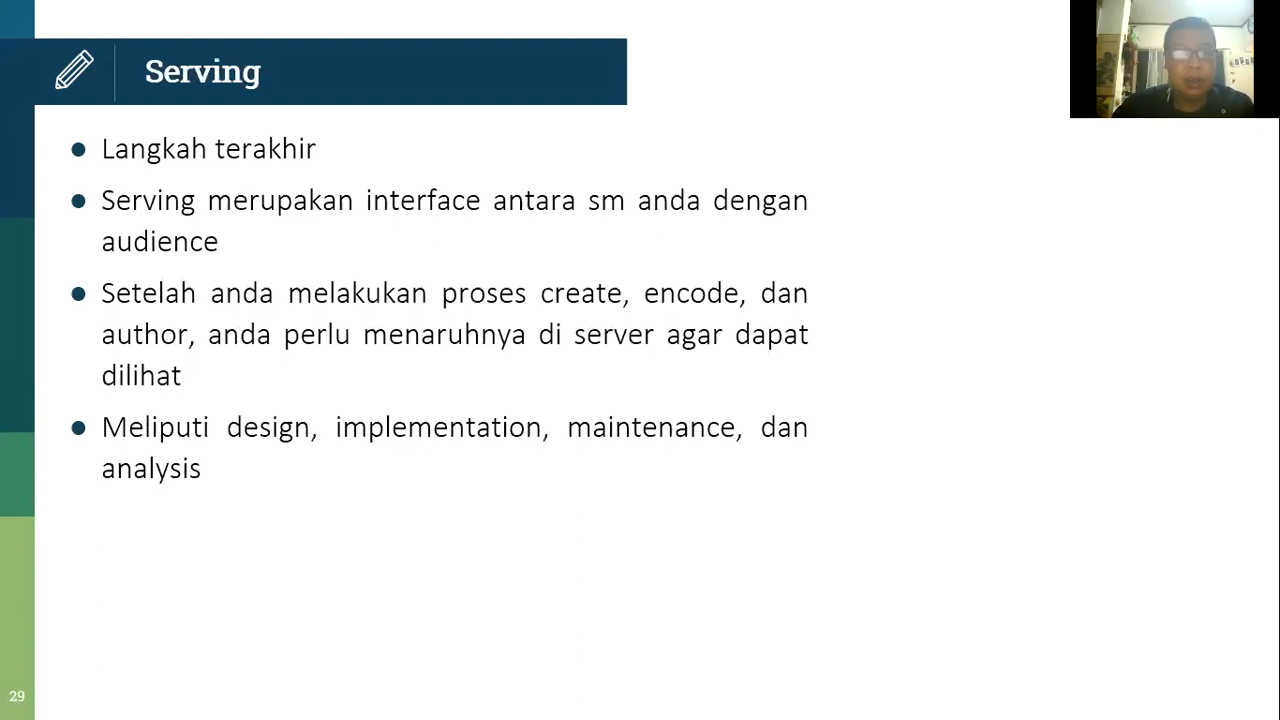 Serving
Langkah terakhir
Serving merupakan interface antara sm anda dengan
audience
Setelah anda melakukan proses create, encode, dan
author, anda perlu menaruhnya di server agar dapat
dilihat
Meliputi design, implementation, maintenance, dan
analysis
29